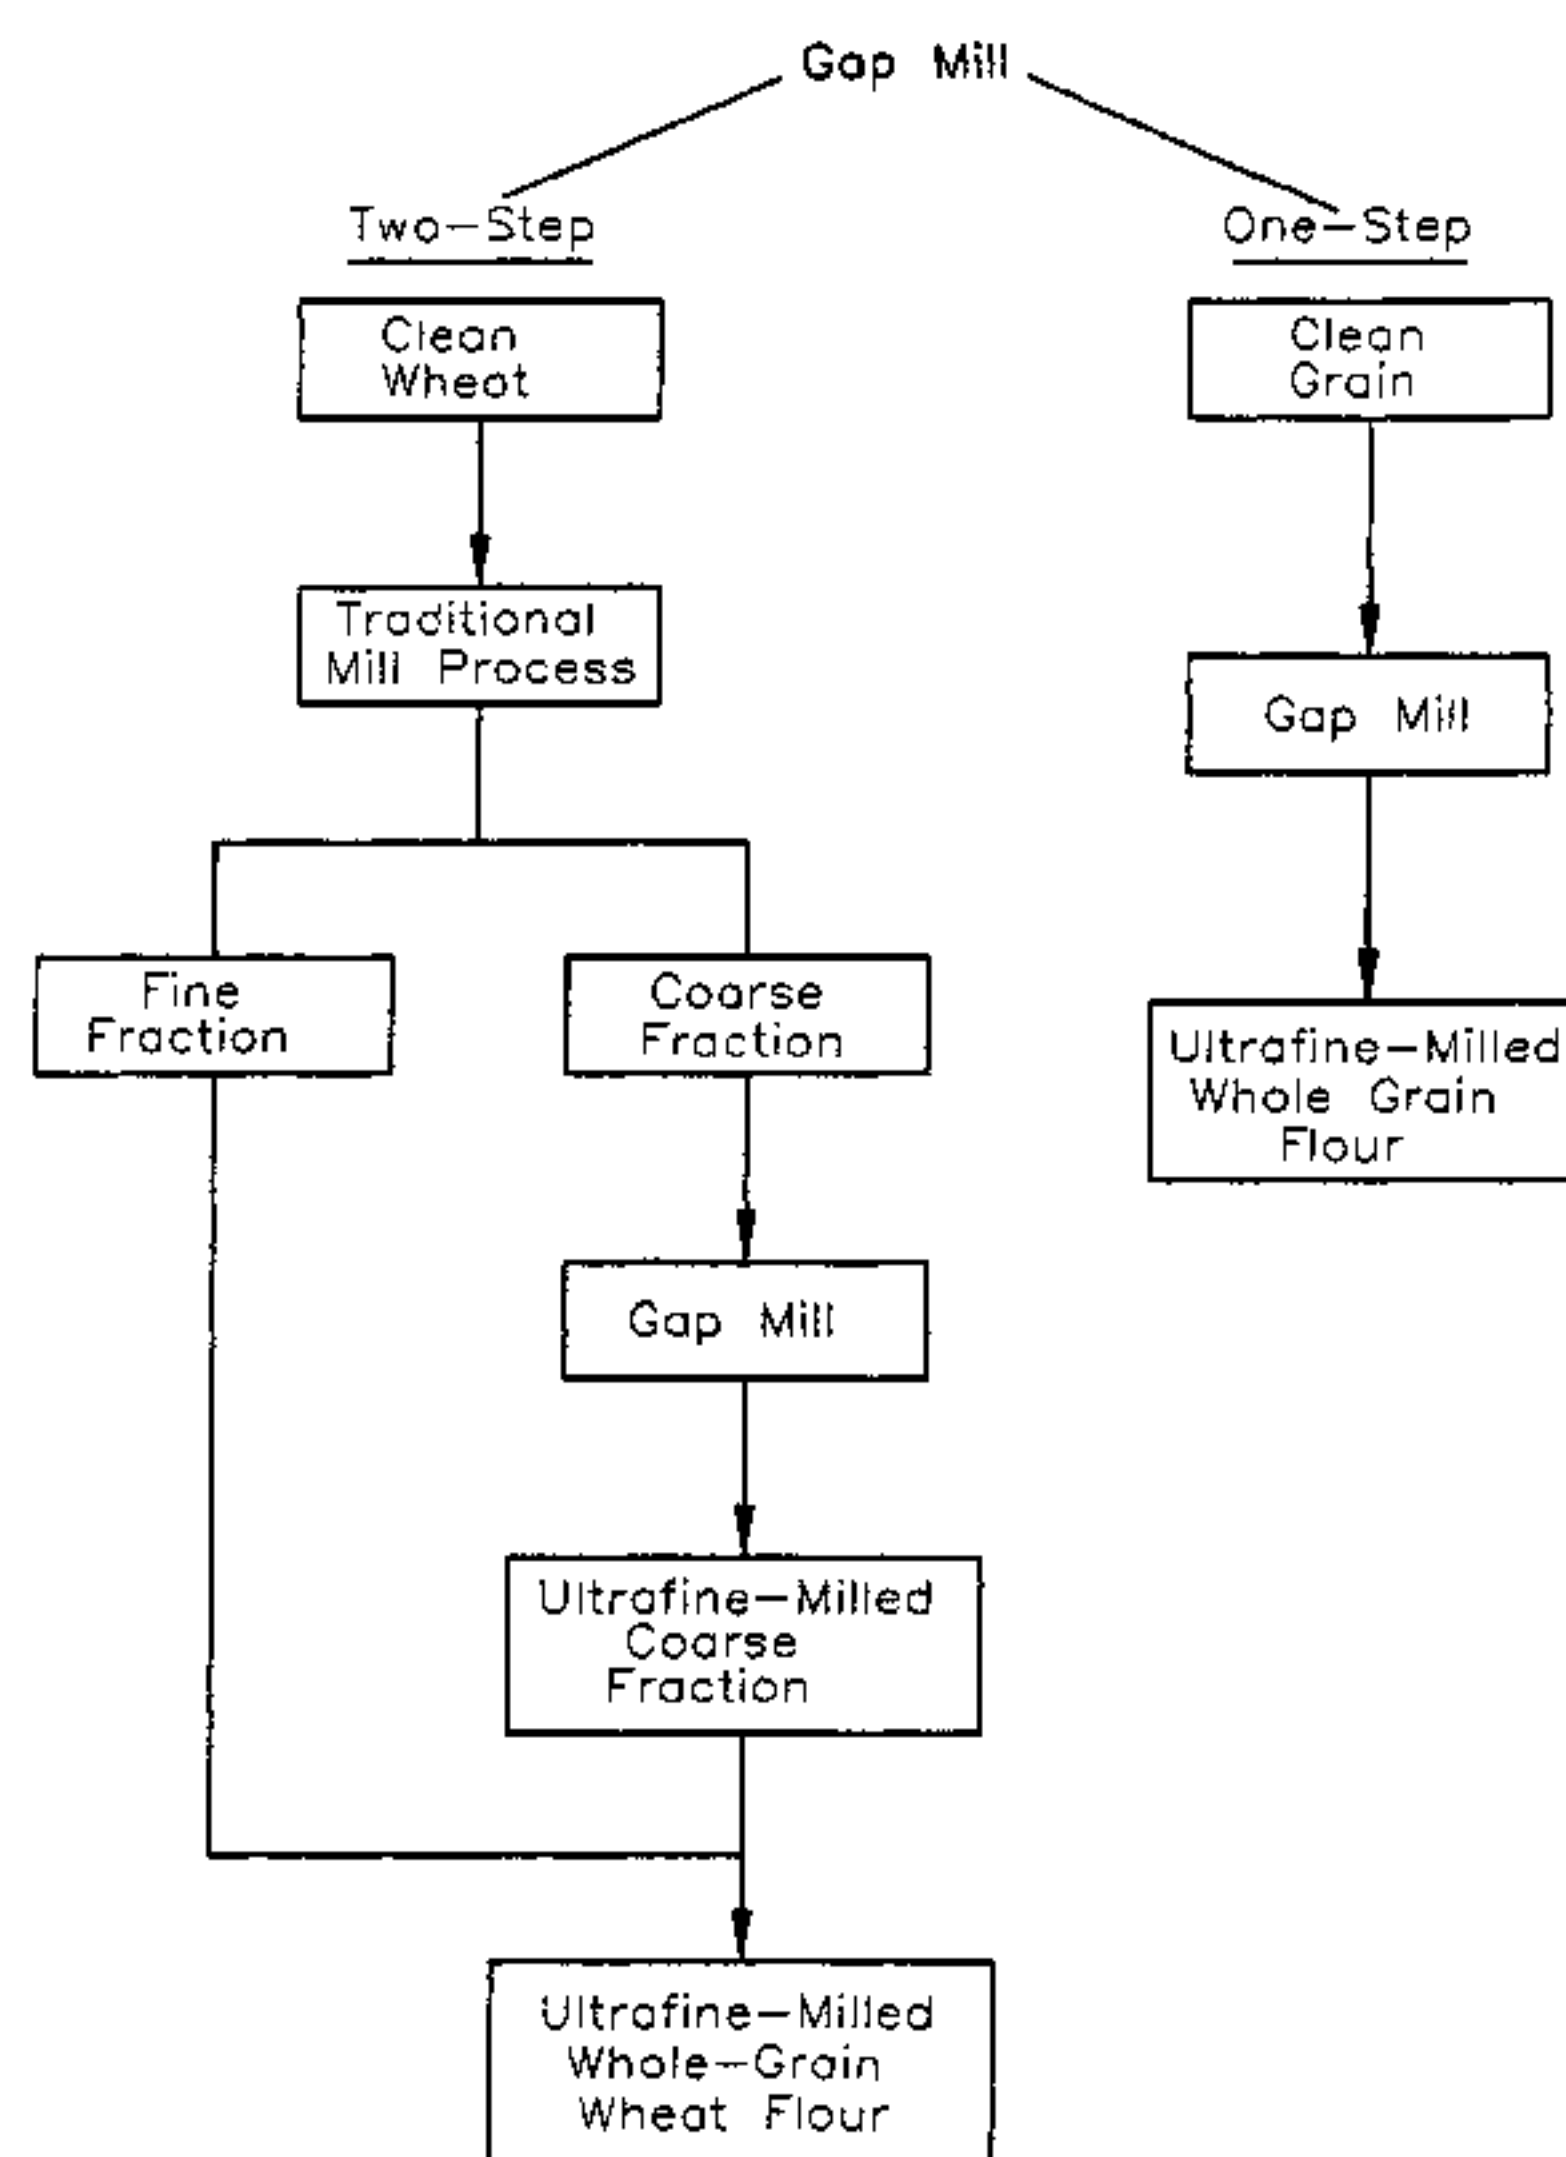 Gap Mill
Two-Step
One-Step
Clean
Wheat
Clean
Grain
Traditional
Mill Process
Gap Mill
Fine
Fraction
Coarse
Fraction
Ultrafine-Milled
Whole Grain
Flour
Gap Mill
Ultrafine-Milled
Coarse
Fraction
Ultrafine-Milled
Whole-Grain
Wheat Flour